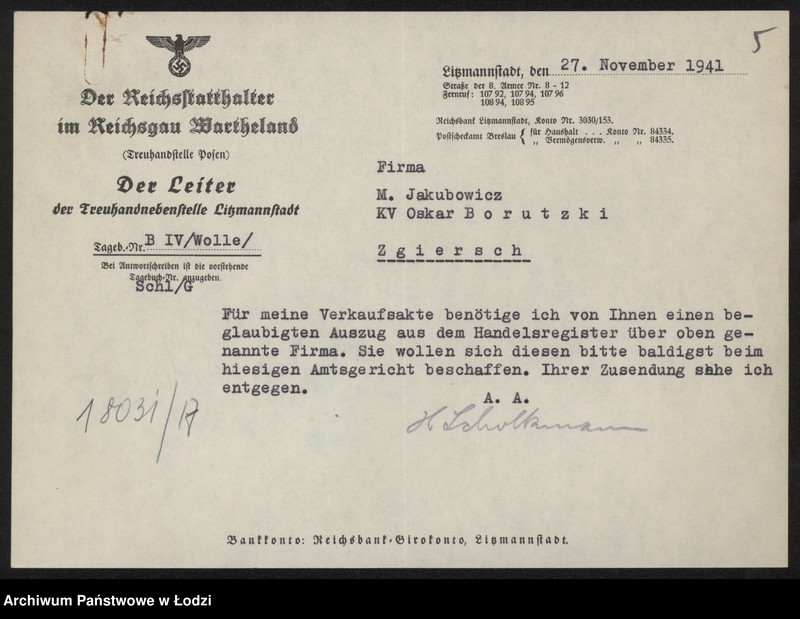 5
Der Reichsstatthalter
im Reichsgau Wartheland
(Treuhandstelle Posen)
Der Leiter
der Treuhandnebenstelle Litzmannstadt
Tageb.-Nr. B IV/Wolle/
Bei Antwortschreiben ist die vorstehende
Tagebuch-Nr. anzugeben.
Schl/G
Litzmannstadt, den 27. November 1941
Straße der 8. Armee Nr. 8 - 12
Fernruf: 107 92, 107 94, 107 96
108 94, 108 95
Reichsbank Litzmannstadt, Konto Nr. 3030/153.
Postscheckamt Breslau { für Haushalt . . . Konto Nr. 84334.
„ Vermögensverw. „ „ 84335.
Firma
M. Jakubowicz
KV Oskar B o r u t z k i
Z g i e r s c h
Für meine Verkaufsakte benötige ich von Ihnen einen be-
glaubigten Auszug aus dem Handelsregister über oben ge-
nannte Firma. Sie wollen sich diesen bitte baldigst beim
hiesigen Amtsgericht beschaffen. Ihrer Zusendung sehe ich
entgegen.
A. A.
H Scholkmann
Bankkonto: Reichsbank-Girokonto, Litzmannstadt.
Archiwum Państwowe w Łodzi